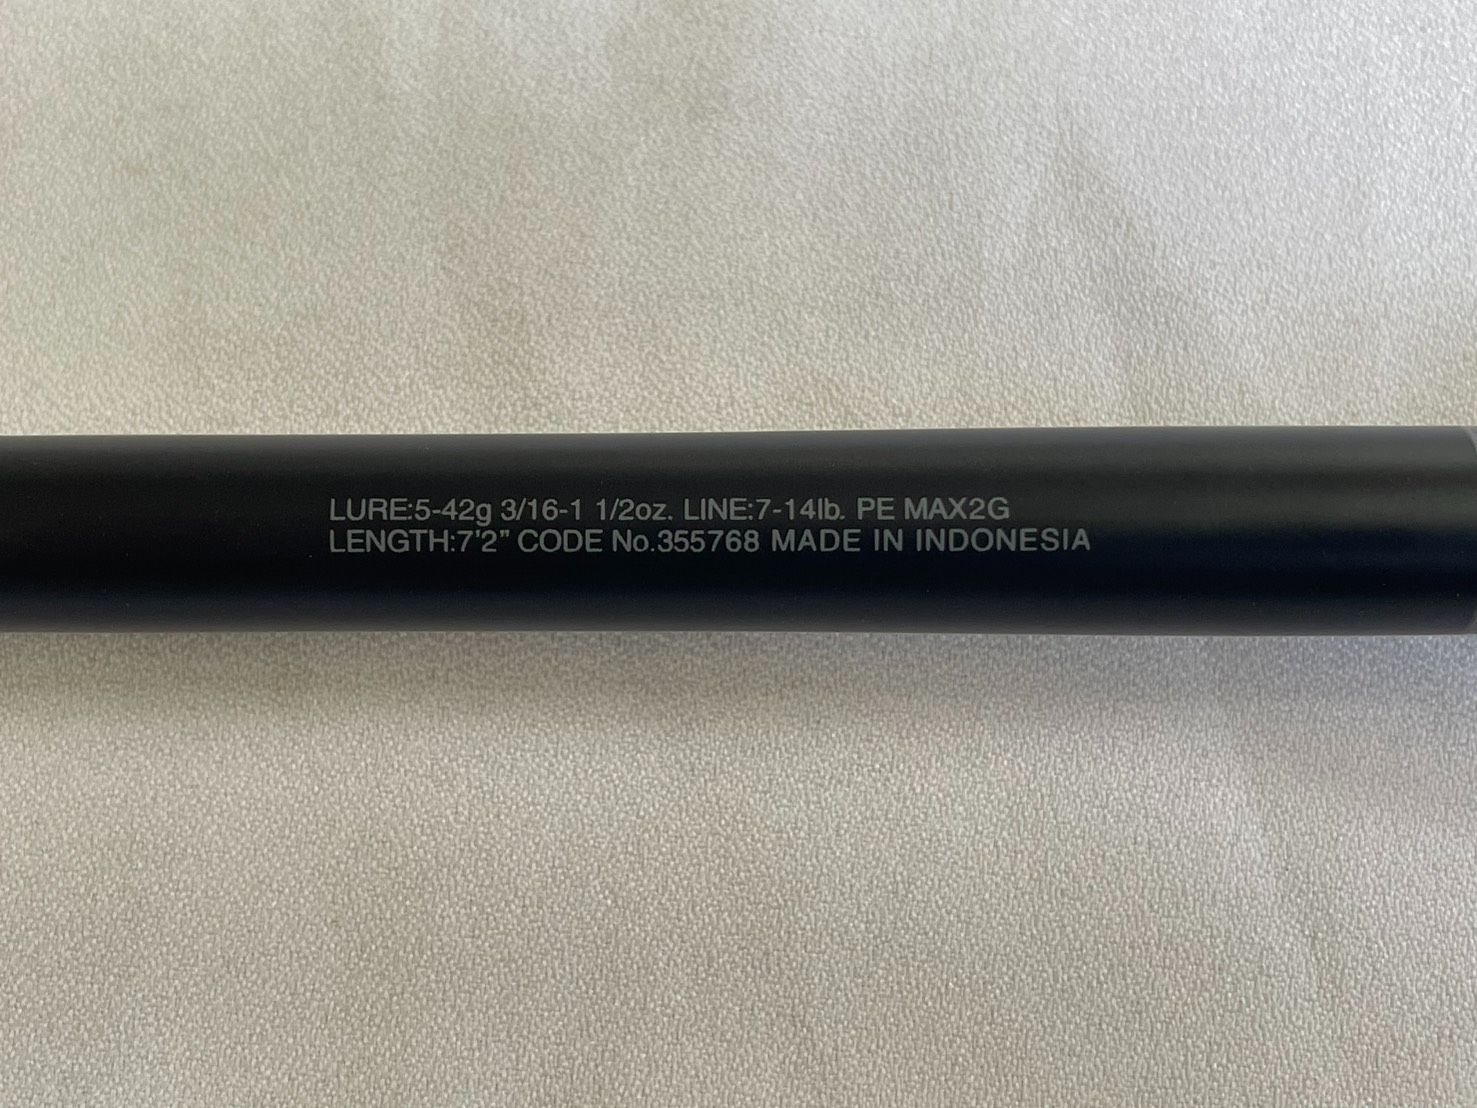 LURE:5-42g 3/16-1 1/2oz. LINE:7-14lb. PE MAX2G
LENGTH:7'2" CODE No.355768 MADE IN INDONESIA